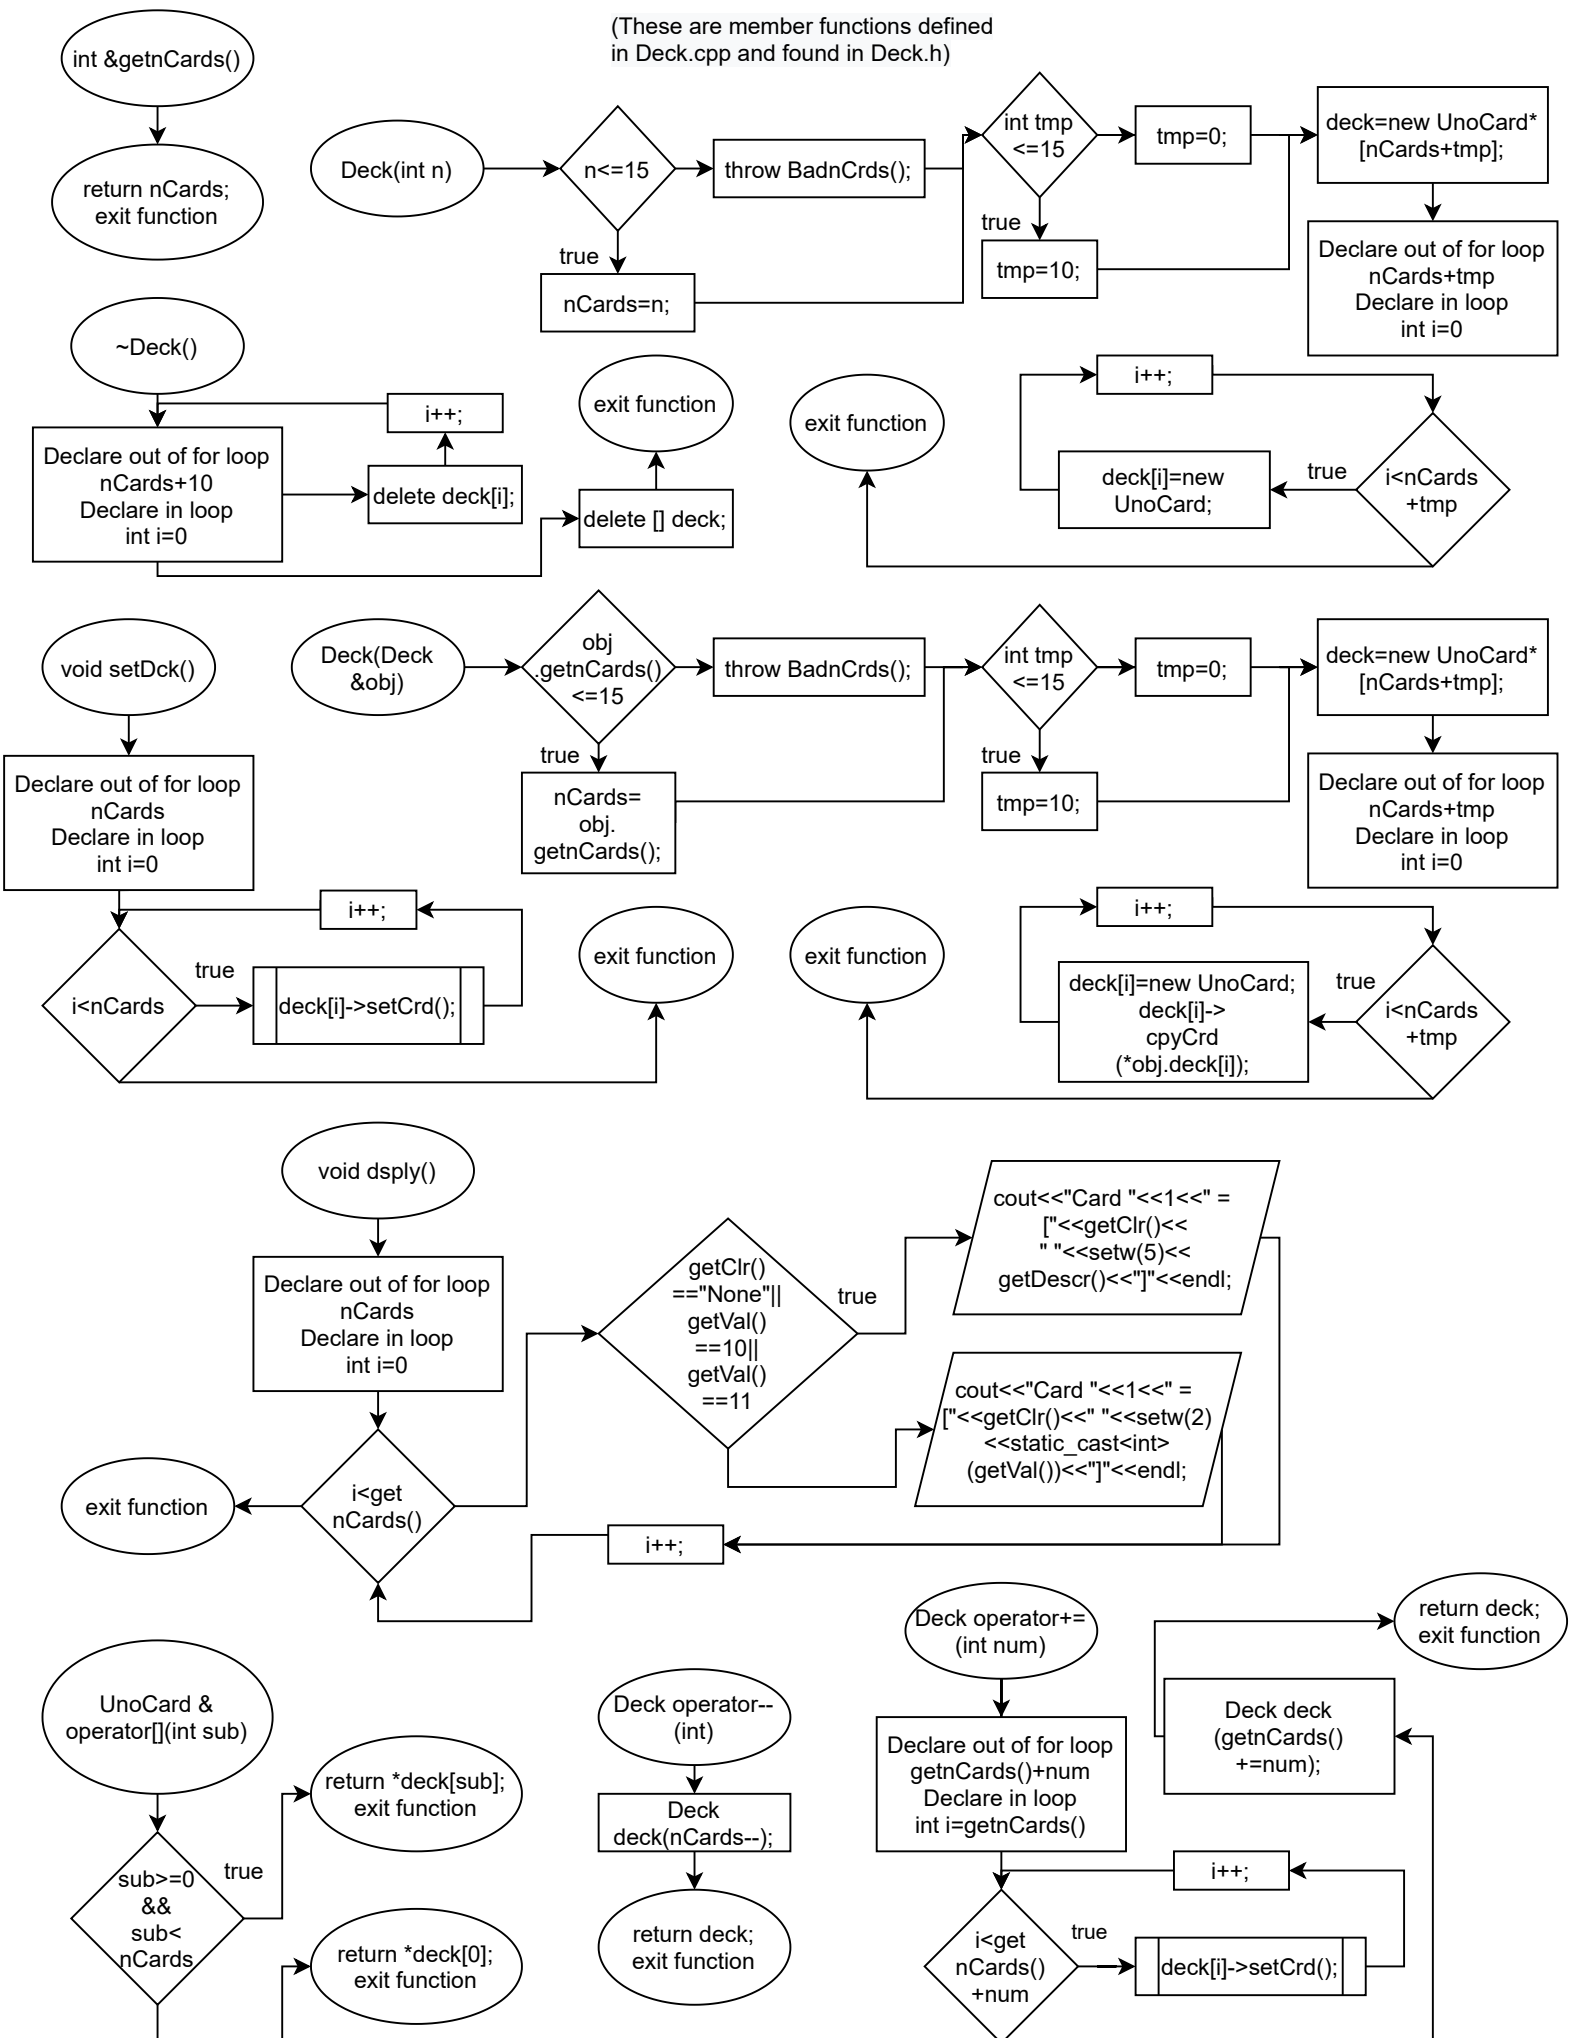 (These are member functions defined
in Deck.cpp and found in Deck.h)
int &getnCards()
return nCards;
exit function
Deck(int n)
n<=15
throw BadnCrds();
true
nCards=n;
int tmp
<=15
tmp=0;
true
tmp=10;
deck=new UnoCard*
[nCards+tmp];
Declare out of for loop
nCards+tmp
Declare in loop
int i=0
i++;
i<nCards
+tmp
true
deck[i]=new
UnoCard;
exit function
~Deck()
Declare out of for loop
nCards+10
Declare in loop
int i=0
i++;
delete deck[i];
delete [] deck;
exit function
void setDck()
Declare out of for loop
nCards
Declare in loop
int i=0
i++;
i<nCards
true
deck[i]->setCrd();
exit function
Deck(Deck
&obj)
obj
.getnCards()
<=15
throw BadnCrds();
true
nCards=
obj.
getnCards();
int tmp
<=15
tmp=0;
true
tmp=10;
deck=new UnoCard*
[nCards+tmp];
Declare out of for loop
nCards+tmp
Declare in loop
int i=0
i++;
i<nCards
+tmp
true
deck[i]=new UnoCard;
deck[i]->
cpyCrd
(*obj.deck[i]);
exit function
void dsply()
Declare out of for loop
nCards
Declare in loop
int i=0
i<get
nCards()
exit function
getClr()
=="None"||
getVal()
==10||
getVal()
==11
true
cout<<"Card "<<1<<" =
["<<getClr()<<
" "<<setw(5)<<
getDescr()<<"]"<<endl;
cout<<"Card "<<1<<" =
["<<getClr()<<" "<<setw(2)
<<static_cast<int>
(getVal())<<"]"<<endl;
i++;
UnoCard &
operator[](int sub)
sub>=0
&&
sub<
nCards
true
return *deck[sub];
exit function
return *deck[0];
exit function
Deck operator--
(int)
Deck
deck(nCards--);
return deck;
exit function
Deck operator+=
(int num)
Declare out of for loop
getnCards()+num
Declare in loop
int i=getnCards()
i++;
i<get
nCards()
+num
true
deck[i]->setCrd();
Deck deck
(getnCards()
+=num);
return deck;
exit function